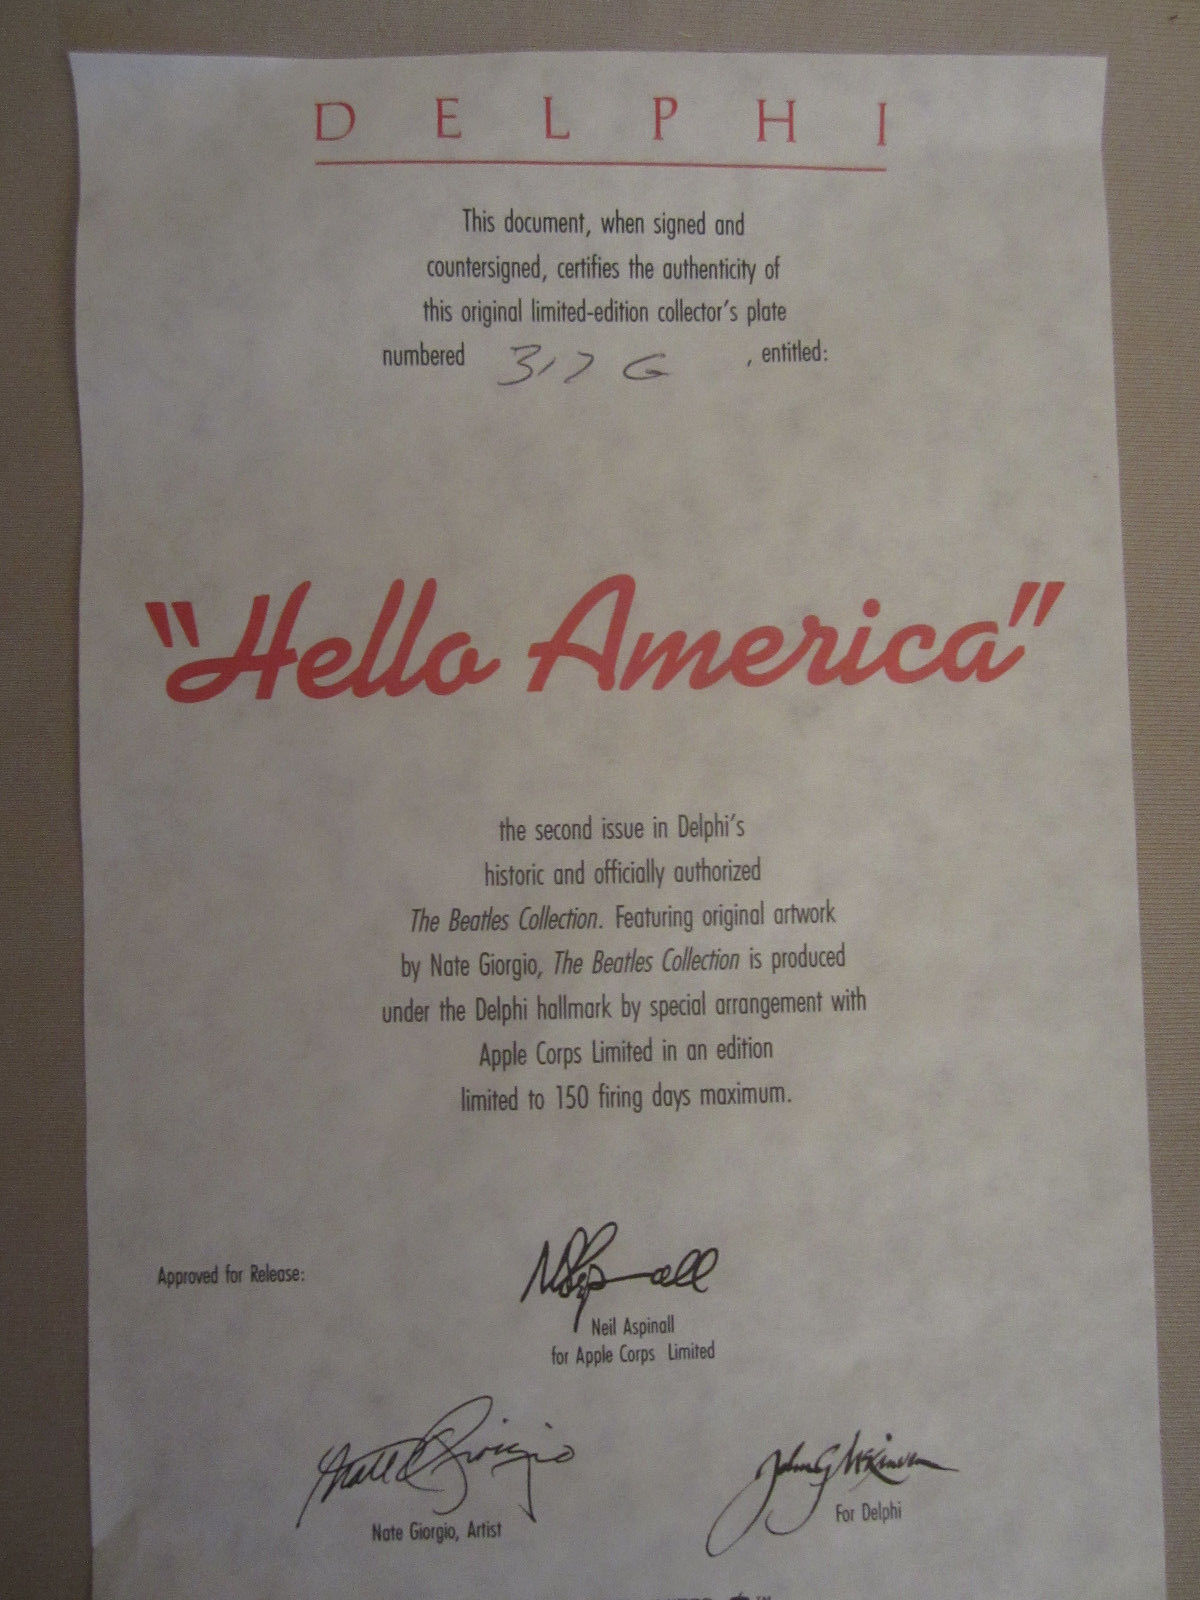 DELPHI
This document, when signed and
countersigned, certifies the authenticity of
this original limited-edition collector's plate
numbered 317 G , entitled:
"Hello America"
the second issue in Delphi's
historic and officially authorized
The Beatles Collection. Featuring original artwork
by Nate Giorgio, The Beatles Collection is produced
under the Delphi hallmark by special arrangement with
Apple Corps Limited in an edition
limited to 150 firing days maximum.
Approved for Release:
Neil Aspinall
for Apple Corps Limited
Nate Giorgio
Nate Giorgio, Artist
For Delphi